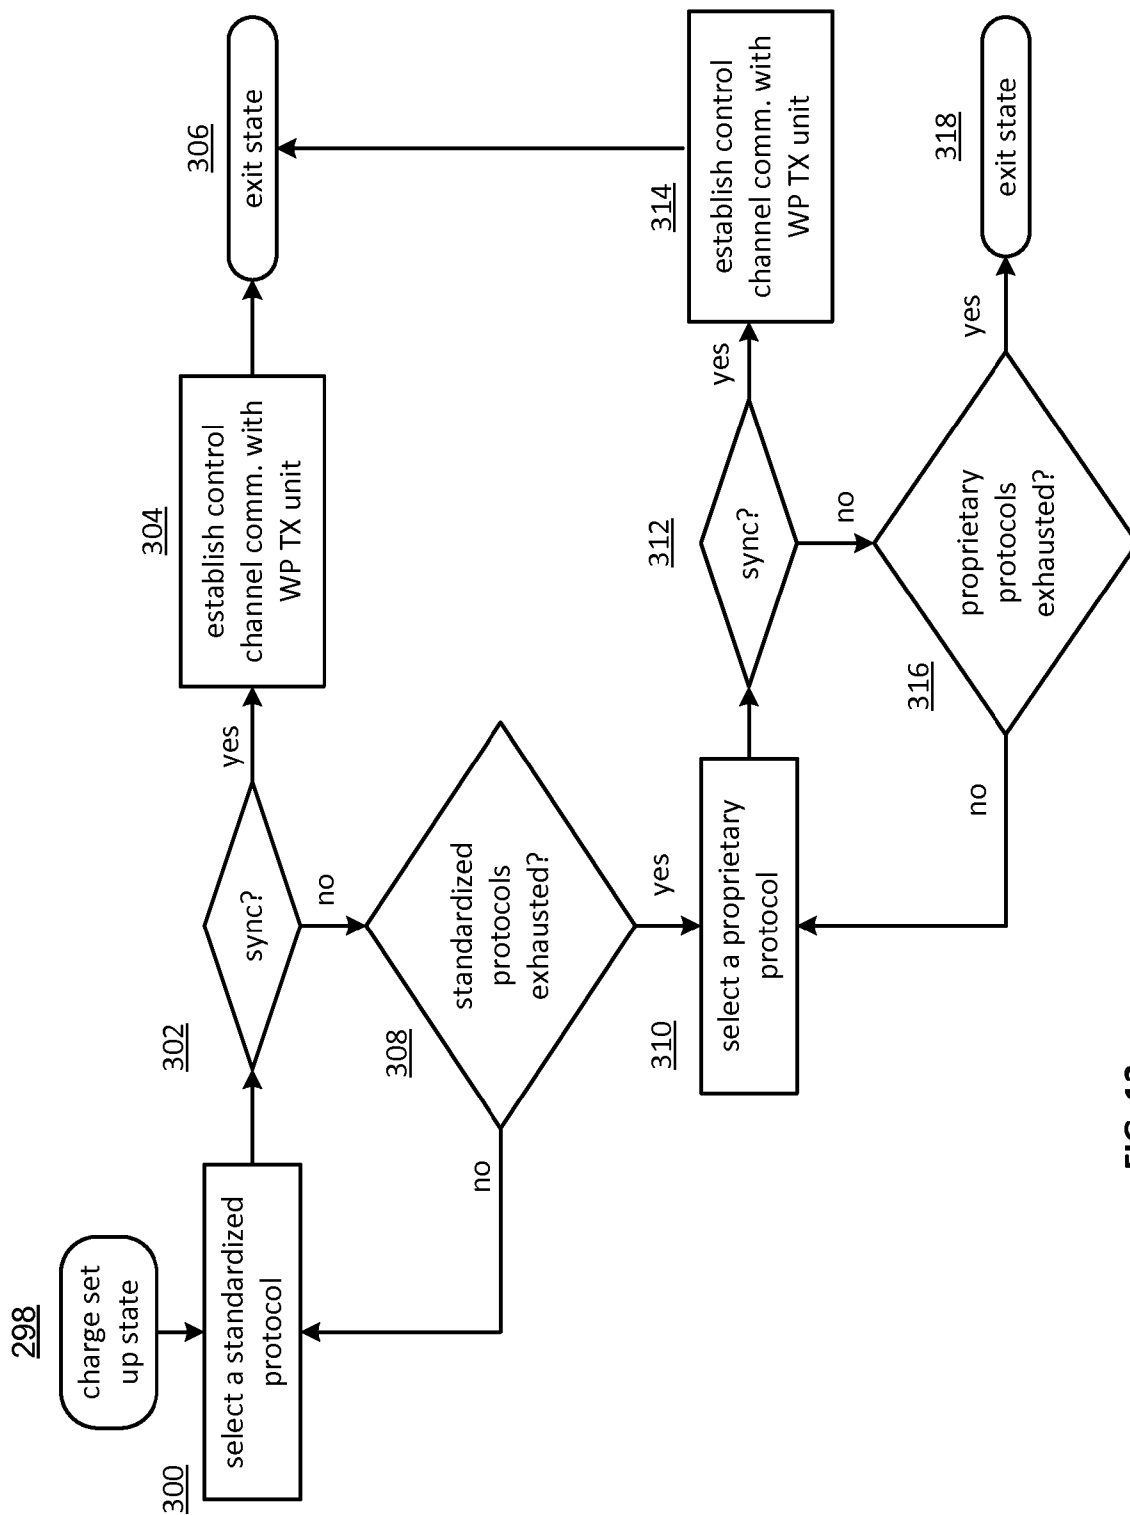 298
charge set
up state
300
select a standardized
protocol
302
sync?
yes
304
establish control
channel comm. with
WP TX unit
306
exit state
no
308
standardized
protocols
exhausted?
no
yes
310
select a proprietary
protocol
312
sync?
yes
314
establish control
channel comm. with
WP TX unit
no
316
proprietary
protocols
exhausted?
no
yes
318
exit state